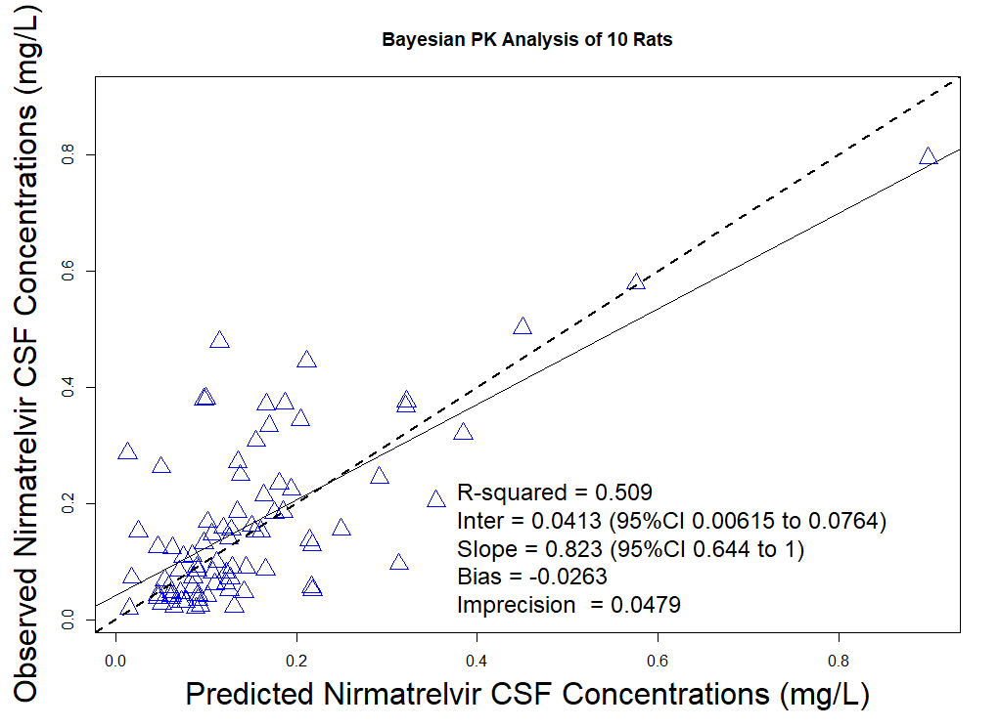 Bayesian PK Analysis of 10 Rats
Observed Nirmatrelvir CSF Concentrations (mg/L)
0.8
0.6
0.4
0.2
0.0
R-squared = 0.509
Inter = 0.0413 (95%CI 0.00615 to 0.0764)
Slope = 0.823 (95%CI 0.644 to 1)
Bias = -0.0263
Imprecision  = 0.0479
0.0 0.2 0.4 0.6 0.8
Predicted Nirmatrelvir CSF Concentrations (mg/L)